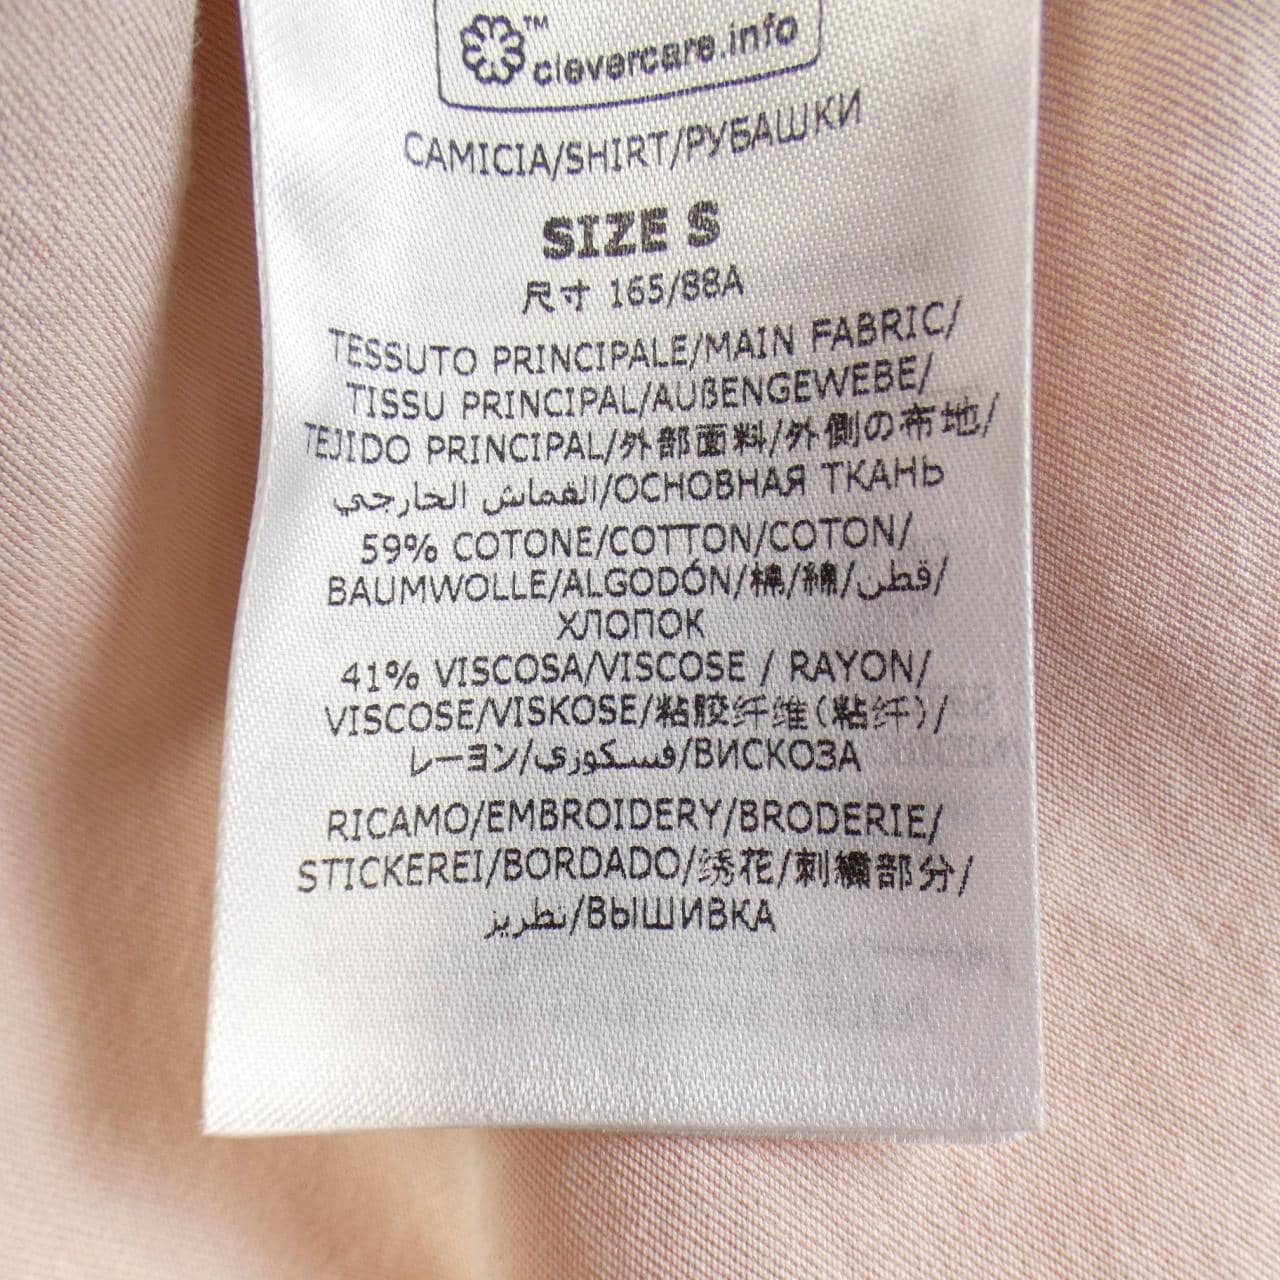 ™
clevercare.info
CAMICIA/SHIRT/РУБАШКИ
SIZE S
尺寸 165/88A
TESSUTO PRINCIPALE/MAIN FABRIC/
TISSU PRINCIPAL/AUßENGEWEBE/
TEJIDO PRINCIPAL/外部面料/外側の布地/
القماش الخارجي/ОСНОВНАЯ ТКАНЬ
59% COTONE/COTTON/COTON/
BAUMWOLLE/ALGODÓN/棉/綿/قطن/
ХЛОПОК
41% VISCOSA/VISCOSE / RAYON/
VISCOSE/VISKOSE/粘胶纤维(粘纤)/
レーヨン/فسكوزي/ВИСКОЗА
RICAMO/EMBROIDERY/BRODERIE/
STICKEREI/BORDADO/绣花/刺繍部分/
تطريز/ВЫШИВКА